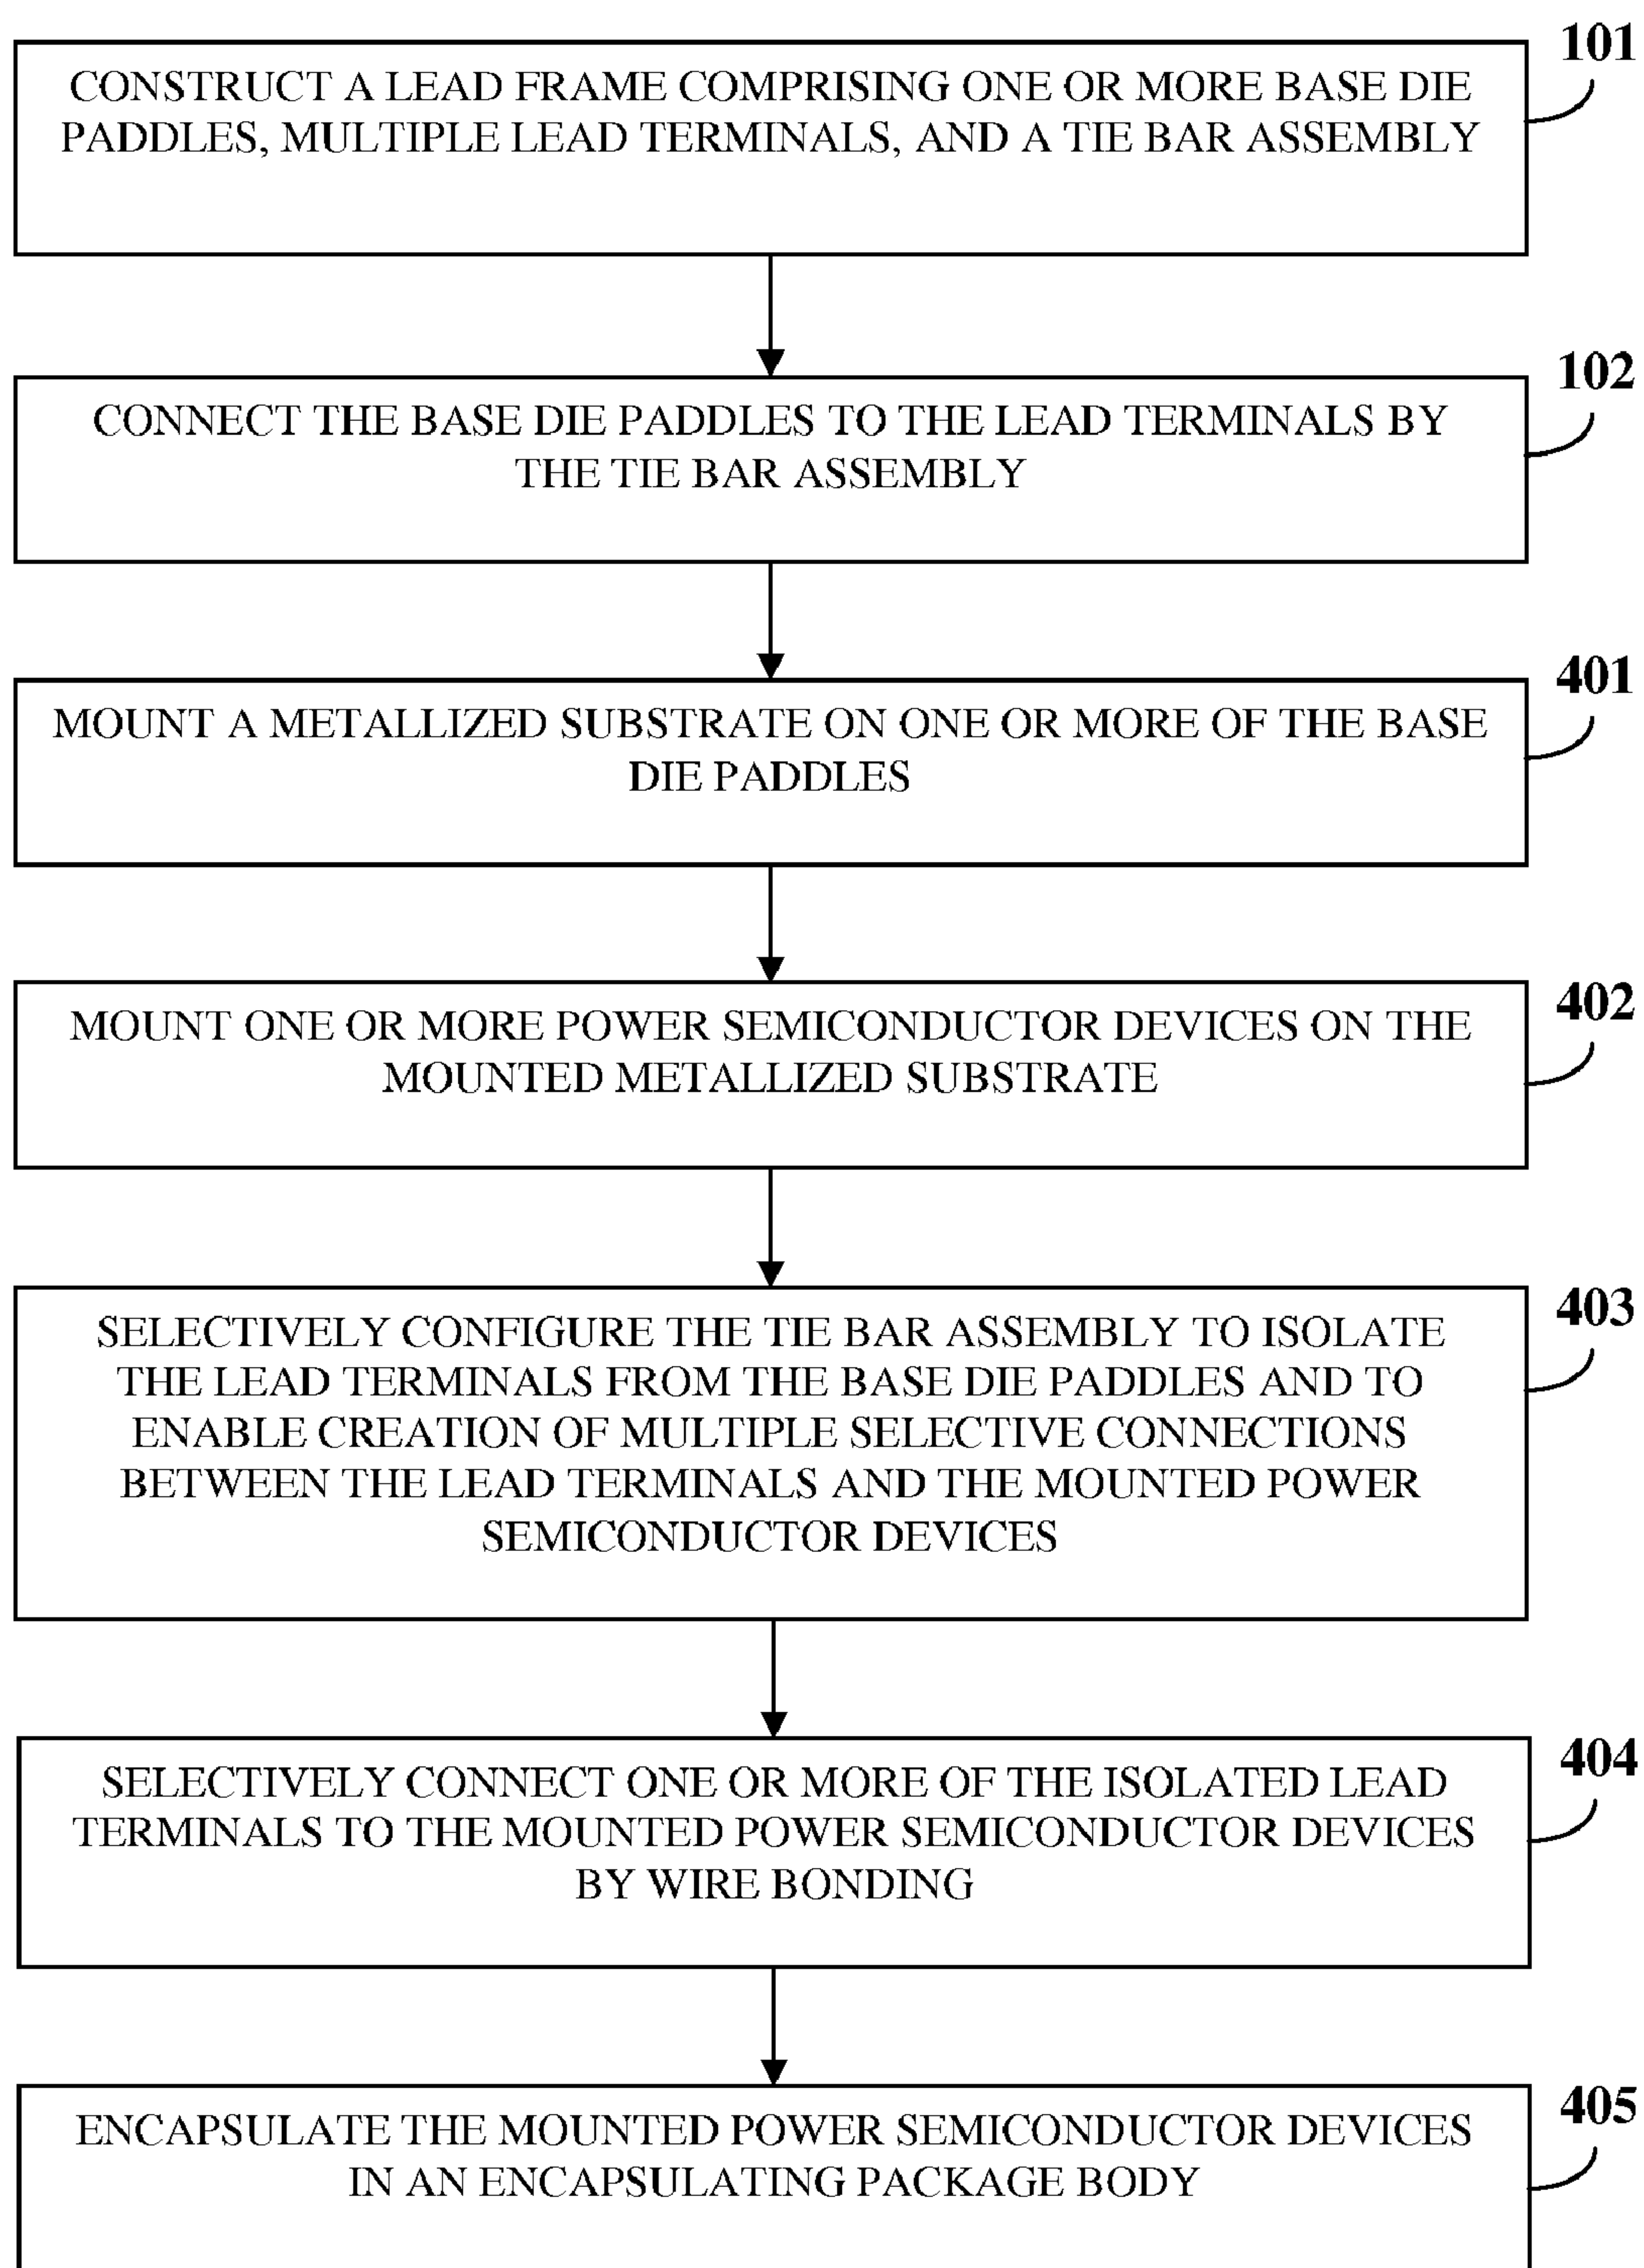 101
CONSTRUCT A LEAD FRAME COMPRISING ONE OR MORE BASE DIE
PADDLES, MULTIPLE LEAD TERMINALS, AND A TIE BAR ASSEMBLY
102
CONNECT THE BASE DIE PADDLES TO THE LEAD TERMINALS BY
THE TIE BAR ASSEMBLY
401
MOUNT A METALLIZED SUBSTRATE ON ONE OR MORE OF THE BASE
DIE PADDLES
402
MOUNT ONE OR MORE POWER SEMICONDUCTOR DEVICES ON THE
MOUNTED METALLIZED SUBSTRATE
403
SELECTIVELY CONFIGURE THE TIE BAR ASSEMBLY TO ISOLATE
THE LEAD TERMINALS FROM THE BASE DIE PADDLES AND TO
ENABLE CREATION OF MULTIPLE SELECTIVE CONNECTIONS
BETWEEN THE LEAD TERMINALS AND THE MOUNTED POWER
SEMICONDUCTOR DEVICES
404
SELECTIVELY CONNECT ONE OR MORE OF THE ISOLATED LEAD
TERMINALS TO THE MOUNTED POWER SEMICONDUCTOR DEVICES
BY WIRE BONDING
405
ENCAPSULATE THE MOUNTED POWER SEMICONDUCTOR DEVICES
IN AN ENCAPSULATING PACKAGE BODY